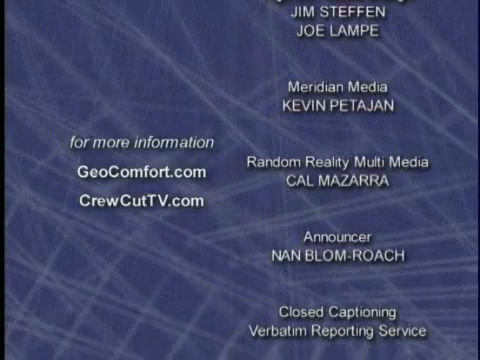 JIM STEFFEN
JOE LAMPE
Meridian Media
KEVIN PETAJAN
for more information
GeoComfort.com
CrewCutTV.com
Random Reality Multi Media
CAL MAZARRA
Announcer
NAN BLOM-ROACH
Closed Captioning
Verbatim Reporting Service